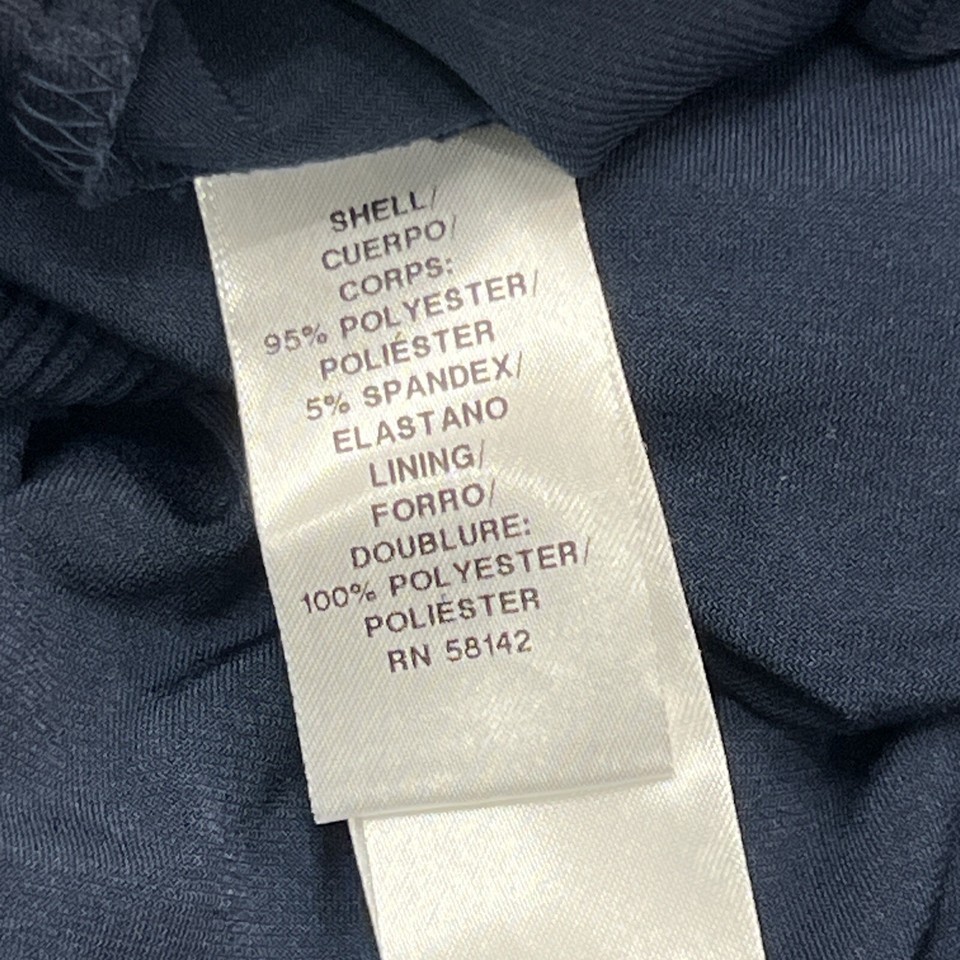 SHELL/
CUERPO/
CORPS:
95% POLYESTER/
POLIÉSTER
5% SPANDEX/
ELASTANO
LINING/
FORRO/
DOUBLURE:
100% POLYESTER/
POLIÉSTER
RN 58142